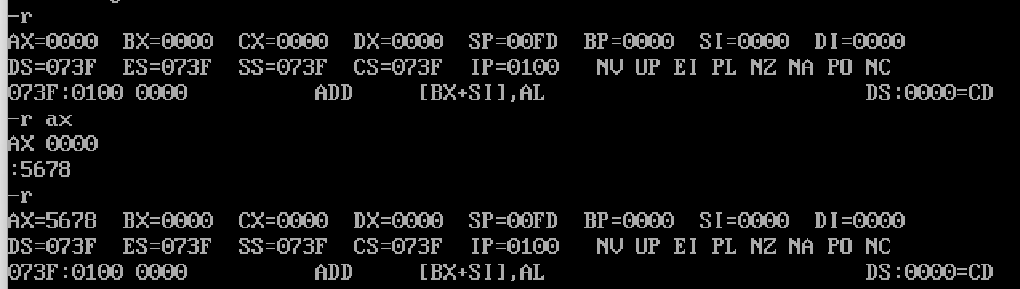 -r
AX=0000 BX=0000 CX=0000 DX=0000 SP=00FD BP=0000 SI=0000 DI=0000
DS=073F ES=073F SS=073F CS=073F IP=0100 NV UP EI PL NZ NA PO NC
073F:0100 0000 ADD [BX+SI],AL DS:0000=CD
-r ax
AX 0000
:5678
-r
AX=5678 BX=0000 CX=0000 DX=0000 SP=00FD BP=0000 SI=0000 DI=0000
DS=073F ES=073F SS=073F CS=073F IP=0100 NV UP EI PL NZ NA PO NC
073F:0100 0000 ADD [BX+SI],AL DS:0000=CD